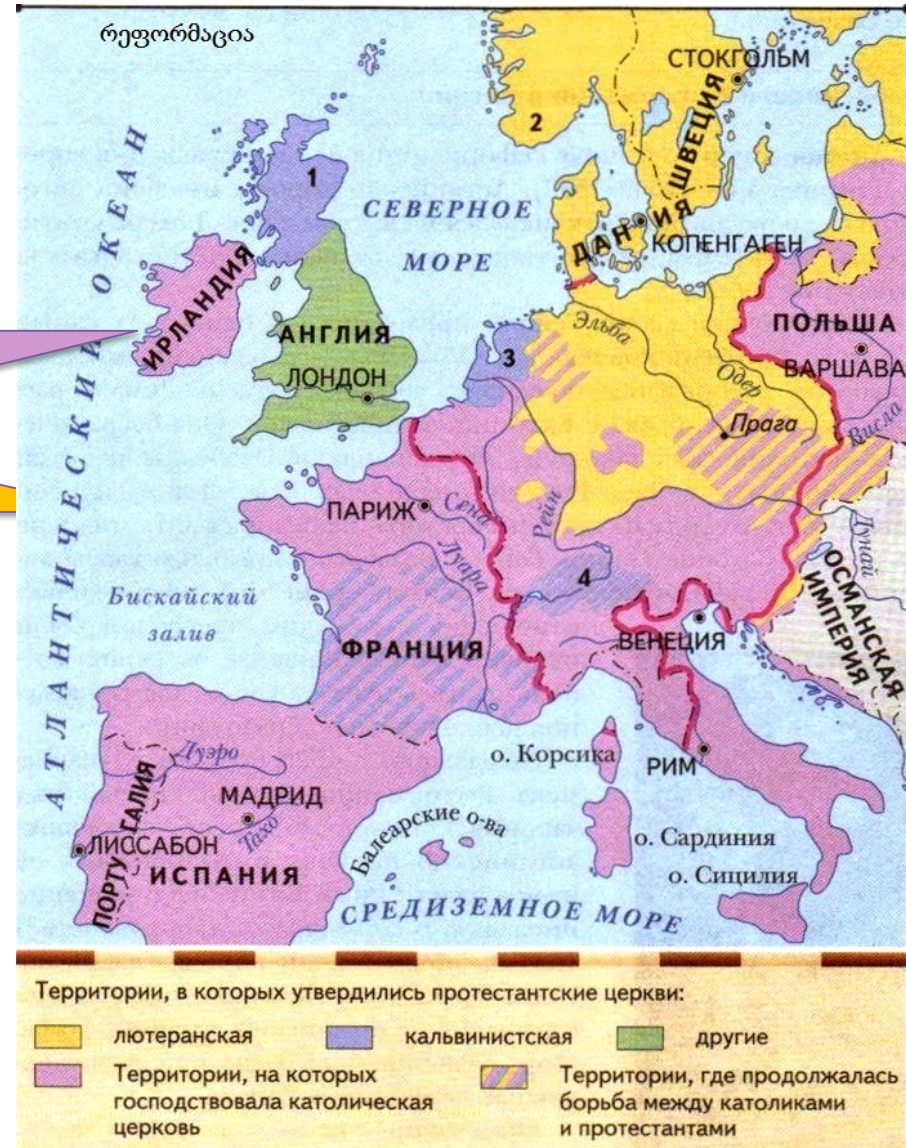 რეფორმაცია
СТОКГОЛЬМ
ШВЕЦИЯ
2
1
АТЛАНТИЧЕСКИЙ ОКЕАН
СЕВЕРНОЕ
МОРЕ
ДАНИЯ
КОПЕНГАГЕН
ИРЛАНДИЯ
АНГЛИЯ
ЛОНДОН
3
Эльба
Одер
ПОЛЬША
ВАРШАВА
Висла
Прага
ПАРИЖ
Сена
Рейн
Луара
Дунай
4
Бискайский
залив
ФРАНЦИЯ
ВЕНЕЦИЯ
ОСМАНСКАЯ
ИМПЕРИЯ
о. Корсика
РИМ
Дуэро
МАДРИД
Тахо
ПОРТУГАЛИЯ
ЛИССАБОН
ИСПАНИЯ
Балеарские о-ва
о. Сардиния
о. Сицилия
СРЕДИЗЕМНОЕ МОРЕ
Территории, в которых утвердились протестантские церкви:
лютеранская
кальвинистская
другие
Территории, на которых
господствовала католическая
церковь
Территории, где продолжалась
борьба между католиками
и протестантами